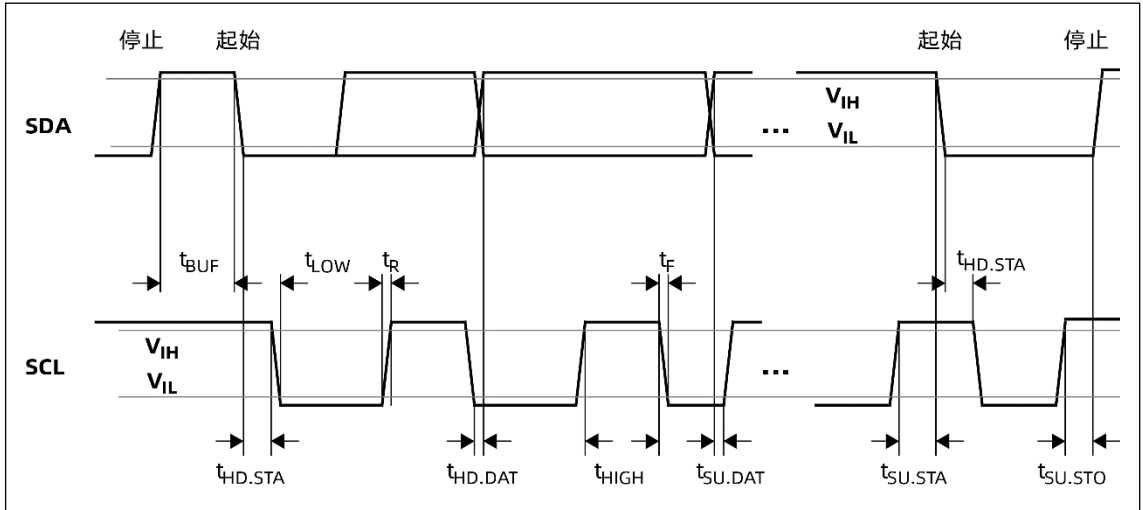 停止 起始 起始 停止
SDA V_IH
V_IL
...
t_BUF t_LOW t_R t_F t_HD.STA
SCL V_IH
V_IL
...
t_HD.STA t_HD.DAT t_HIGH t_SU.DAT t_SU.STA t_SU.STO